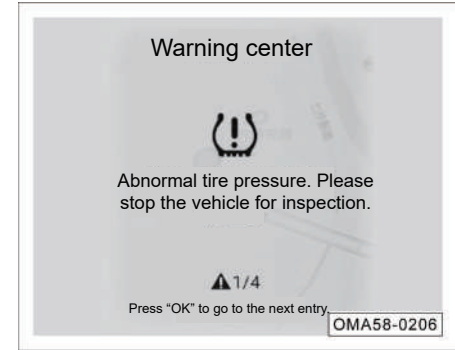 Warning center
Abnormal tire pressure. Please
stop the vehicle for inspection.
1/4
Press “OK” to go to the next entry.
OMA58-0206